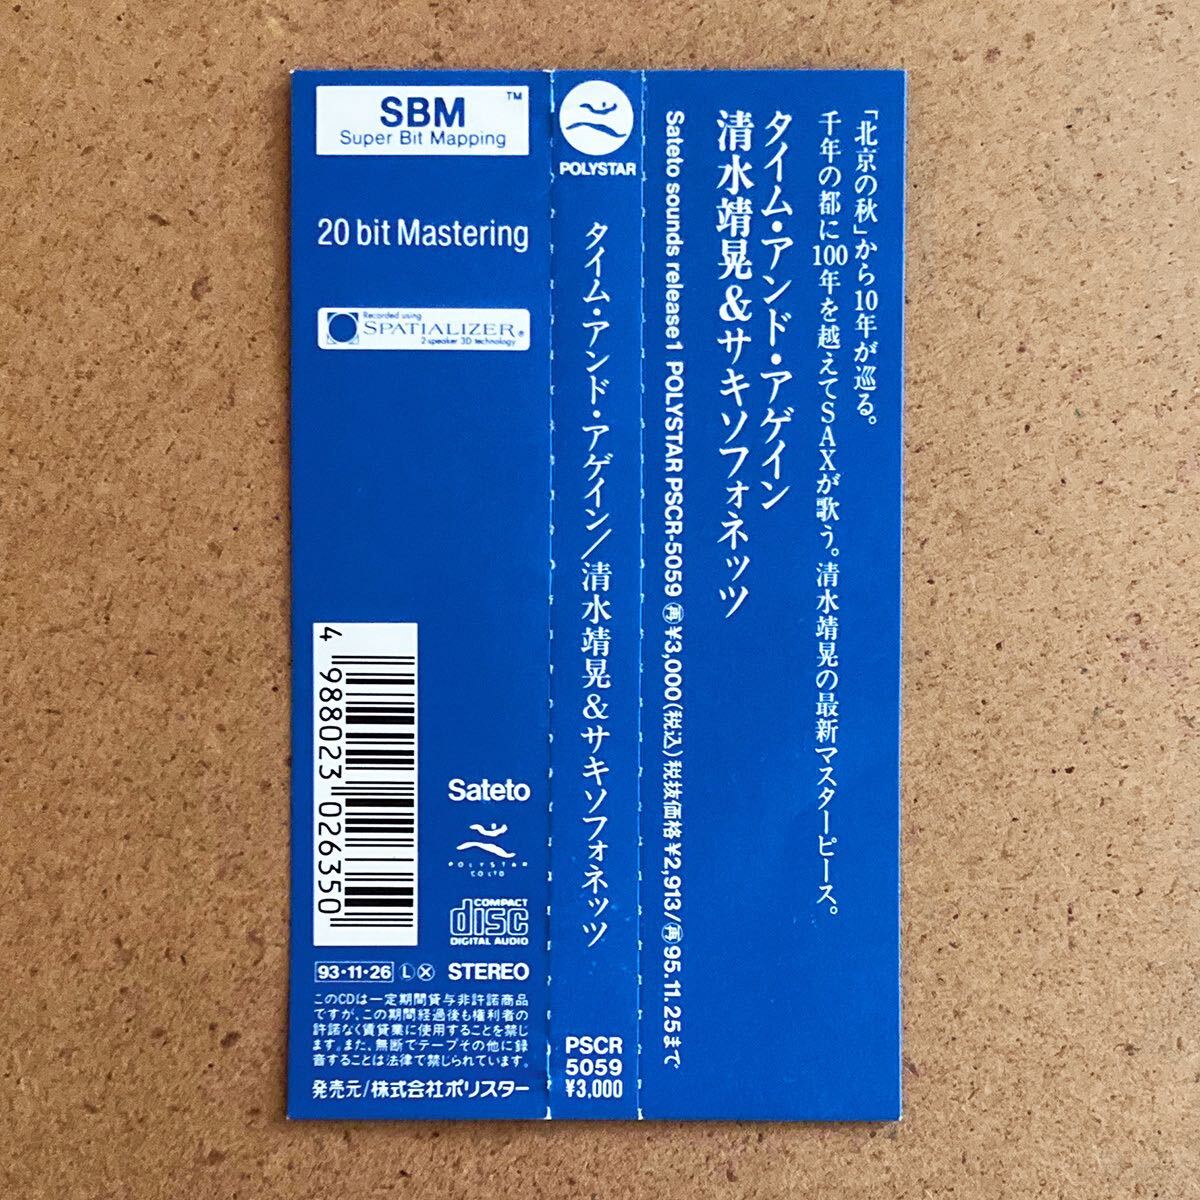 「北京の秋」から10年が巡る。
千年の都に100年を越えてSAXが歌う。清水靖晃の最新マスターピース。
タイム・アンド・アゲイン
清水靖晃&サキソフォネッツ
Sateto sounds release1 POLYSTAR PSCR-5059 再¥3,000(税込)税抜価格¥2,913/再95.11.25まで
POLYSTAR
タイム・アンド・アゲイン/清水靖晃&サキソフォネッツ
PSCR
5059
¥3,000
SBM TM
Super Bit Mapping
20 bit Mastering
Recorded using
SPATIALIZER®
2-speaker 3D technology
4 988023 026350
Sateto
POLYSTAR
CO LTD
COMPACT
disc
DIGITAL AUDIO
93・11・26 Ⓛ Ⓧ STEREO
このCDは一定期間貸与非許諾商品
ですが、この期間経過後も権利者の
許諾なく賃貸業に使用することを禁じ
ます。また、無断でテープその他に録
音することは法律で禁じられています。
発売元/株式会社ポリスター